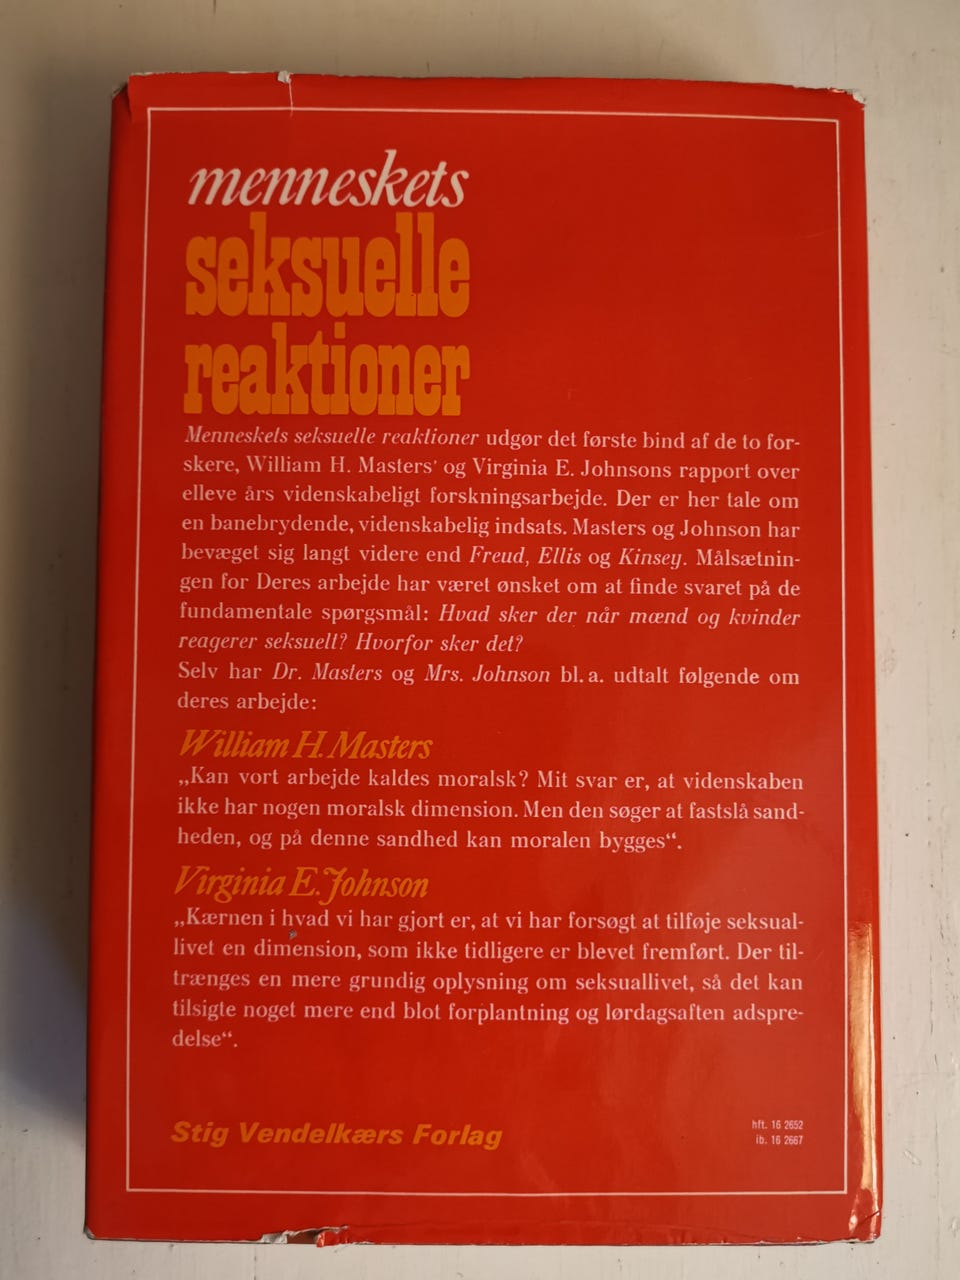 menneskets
seksuelle
reaktioner
Menneskets seksuelle reaktioner udgør det første bind af de to for-
skere, William H. Masters' og Virginia E. Johnsons rapport over
elleve års videnskabeligt forskningsarbejde. Der er her tale om
en banebrydende, videnskabelig indsats. Masters og Johnson har
bevæget sig langt videre end Freud, Ellis og Kinsey. Målsætnin-
gen for Deres arbejde har været ønsket om at finde svaret på de
fundamentale spørgsmål: Hvad sker der når mænd og kvinder
reagerer seksuelt? Hvorfor sker det?
Selv har Dr. Masters og Mrs. Johnson bl.a. udtalt følgende om
deres arbejde:
William H. Masters
„Kan vort arbejde kaldes moralsk? Mit svar er, at videnskaben
ikke har nogen moralsk dimension. Men den søger at fastslå sand-
heden, og på denne sandhed kan moralen bygges“.
Virginia E. Johnson
„Kærnen i hvad vi har gjort er, at vi har forsøgt at tilføje seksual-
livet en dimension, som ikke tidligere er blevet fremført. Der til-
trænges en mere grundig oplysning om seksuallivet, så det kan
tilsigte noget mere end blot forplantning og lørdagsaften adspre-
delse“.
Stig Vendelkærs Forlag
hft. 16 2652
ib. 16 2667